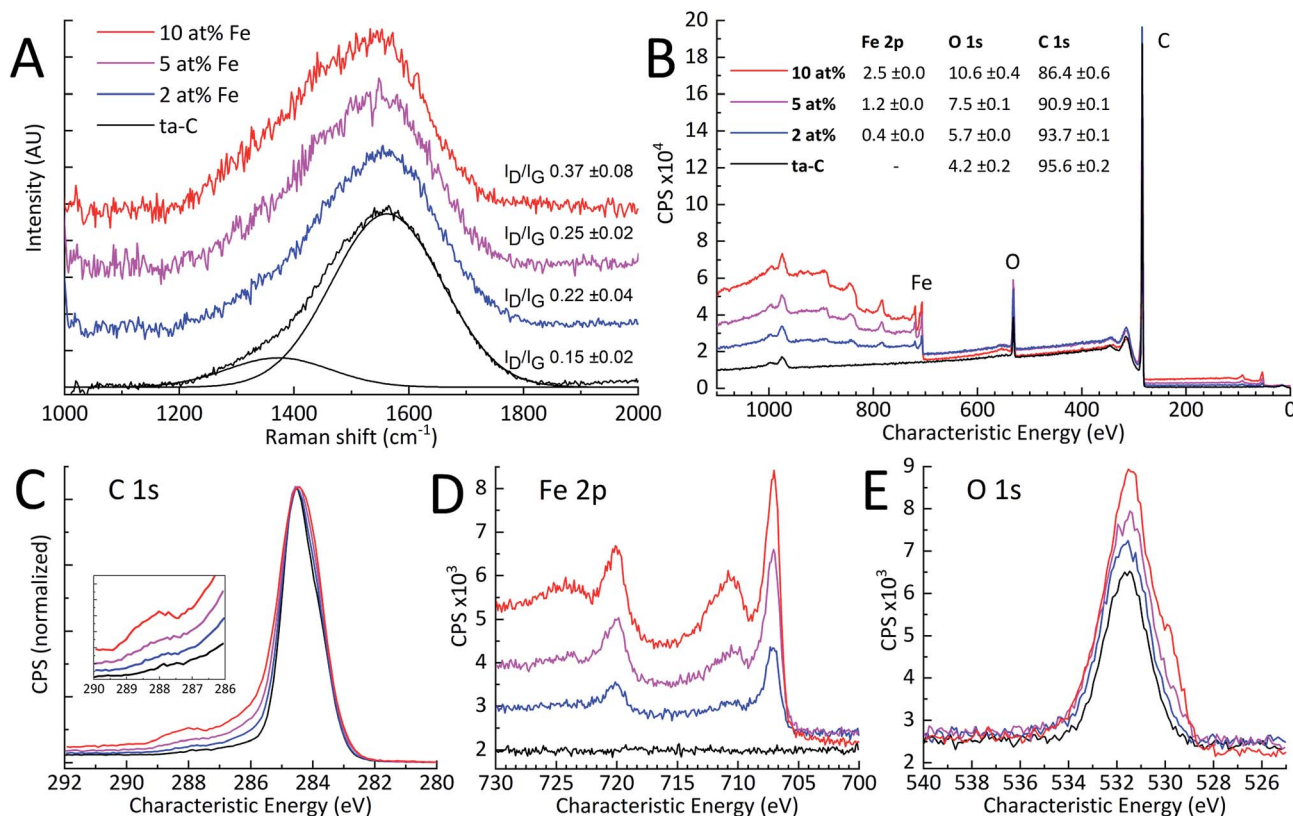 A
10 at% Fe
5 at% Fe
2 at% Fe
ta-C
I_D/I_G 0.37 ±0.08
I_D/I_G 0.25 ±0.02
I_D/I_G 0.22 ±0.04
I_D/I_G 0.15 ±0.02
Intensity (AU)
1000 1200 1400 1600 1800 2000
Raman shift (cm⁻¹)
B
Fe 2p O 1s C 1s
10 at% 2.5 ±0.0 10.6 ±0.4 86.4 ±0.6
5 at% 1.2 ±0.0 7.5 ±0.1 90.9 ±0.1
2 at% 0.4 ±0.0 5.7 ±0.0 93.7 ±0.1
ta-C - 4.2 ±0.2 95.6 ±0.2
C
O
Fe
CPS x10⁴
20
18
16
14
12
10
8
6
4
2
0
1000 800 600 400 200 0
Characteristic Energy (eV)
C
C 1s
CPS (normalized)
290 289 288 287 286
292 290 288 286 284 282 280
Characteristic Energy (eV)
D
Fe 2p
CPS x10³
8
7
6
5
4
3
2
730 725 720 715 710 705 700
Characteristic Energy (eV)
E
O 1s
CPS x10³
9
8
7
6
5
4
3
2
540 538 536 534 532 530 528 526
Characteristic Energy (eV)